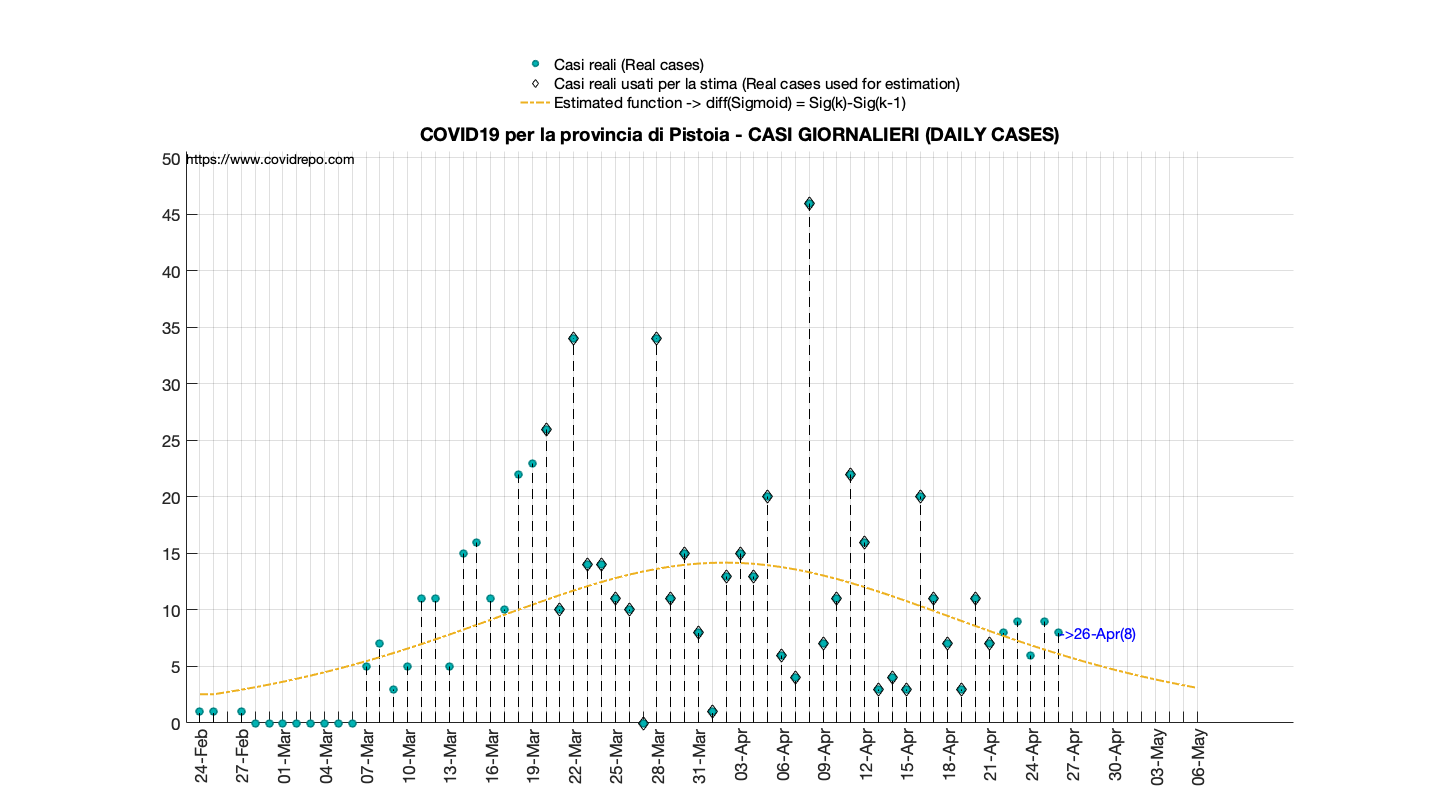 Casi reali (Real cases)
Casi reali usati per la stima (Real cases used for estimation)
Estimated function -> diff(Sigmoid) = Sig(k)-Sig(k-1)
COVID19 per la provincia di Pistoia - CASI GIORNALIERI (DAILY CASES)
https://www.covidrepo.com
50
45
40
35
30
25
20
15
10
5
0
->26-Apr(8)
24-Feb
27-Feb
01-Mar
04-Mar
07-Mar
10-Mar
13-Mar
16-Mar
19-Mar
22-Mar
25-Mar
28-Mar
31-Mar
03-Apr
06-Apr
09-Apr
12-Apr
15-Apr
18-Apr
21-Apr
24-Apr
27-Apr
30-Apr
03-May
06-May